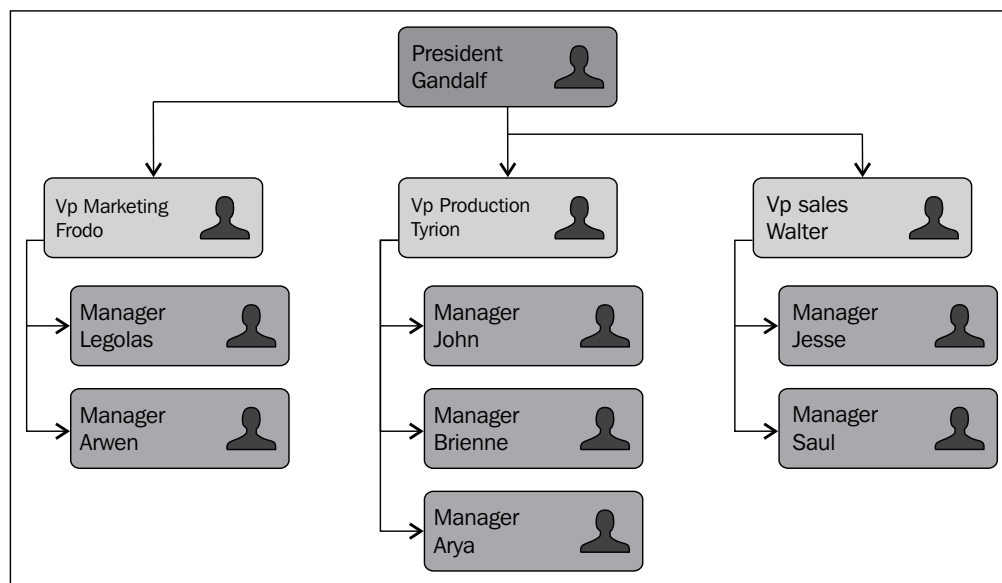 President
Gandalf
Vp Marketing
Frodo
Vp Production
Tyrion
Vp sales
Walter
Manager
Legolas
Manager
John
Manager
Jesse
Manager
Arwen
Manager
Brienne
Manager
Saul
Manager
Arya